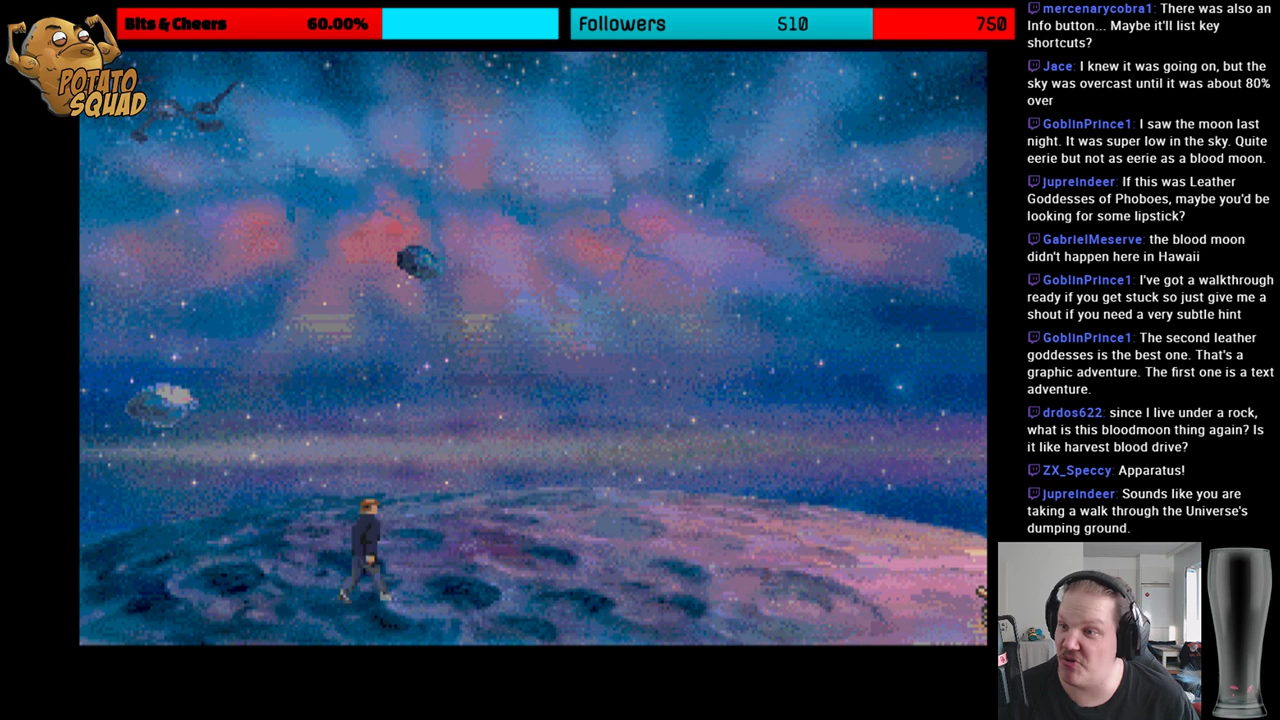 Bits & Cheers 60.00%
Followers 510 750
POTATO
SQUAD
mercenarycobra1: There was also an
Info button... Maybe it'll list key
shortcuts?
Jace: I knew it was going on, but the
sky was overcast until it was about 80%
over
GoblinPrince1: I saw the moon last
night. It was super low in the sky. Quite
eerie but not as eerie as a blood moon.
jupreindeer: If this was Leather
Goddesses of Phoboes, maybe you'd be
looking for some lipstick?
GabrielMeserve: the blood moon
didn't happen here in Hawaii
GoblinPrince1: I've got a walkthrough
ready if you get stuck so just give me a
shout if you need a very subtle hint
GoblinPrince1: The second leather
goddesses is the best one. That's a
graphic adventure. The first one is a text
adventure.
drdos622: since I live under a rock,
what is this bloodmoon thing again? Is
it like harvest blood drive?
ZX_Speccy: Apparatus!
jupreindeer: Sounds like you are
taking a walk through the Universe's
dumping ground.